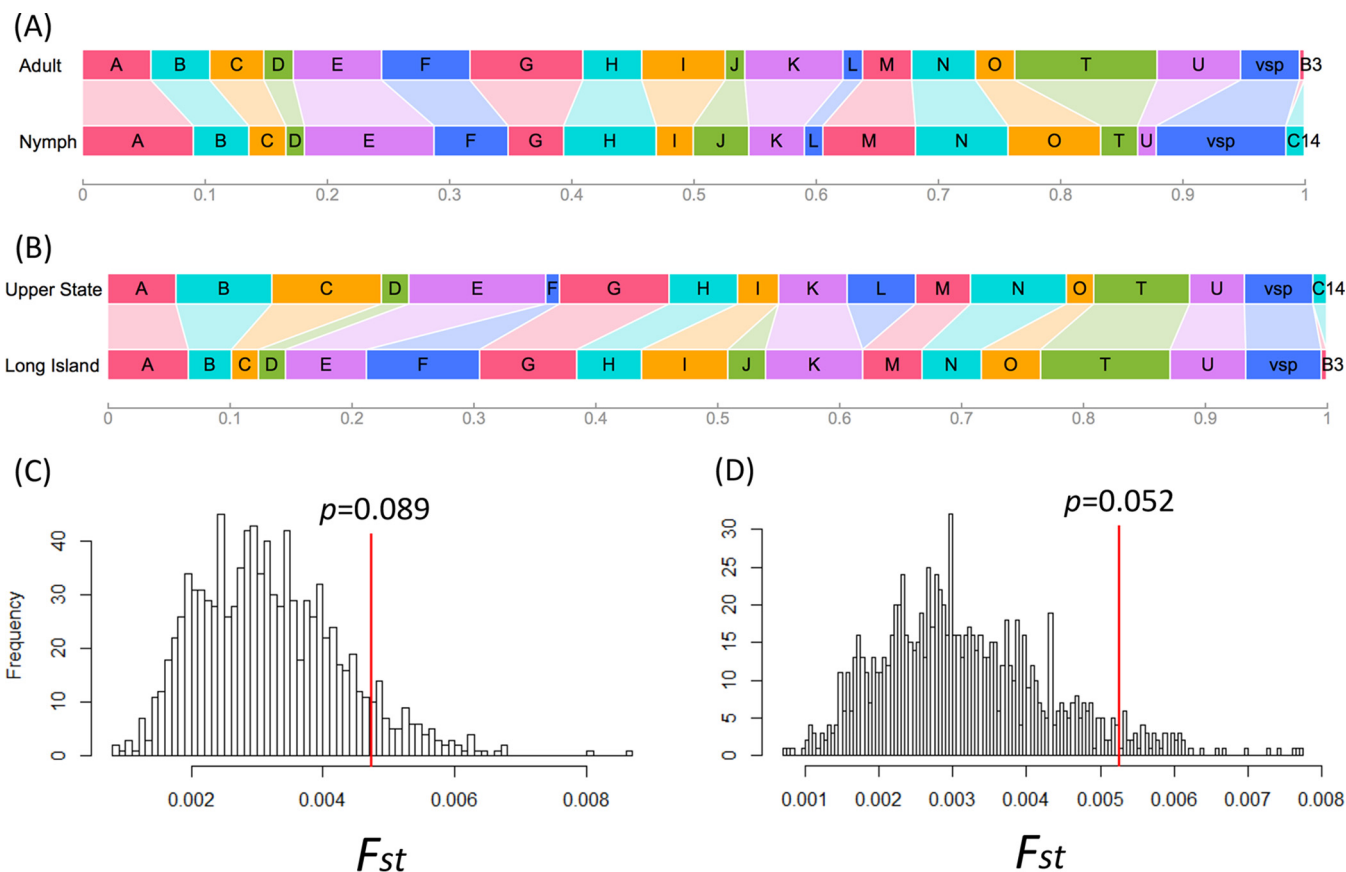 (A)
Adult A B C D E F G H I J K L M N O T U vsp B3
Nymph A B C D E F G H I J K L M N O T U vsp C14
0 0.1 0.2 0.3 0.4 0.5 0.6 0.7 0.8 0.9 1
(B)
Upper State A B C D E F G H I K L M N O T U vsp C14
Long Island A B C D E F G H I J K M N O T U vsp B3
0 0.1 0.2 0.3 0.4 0.5 0.6 0.7 0.8 0.9 1
(C)
p=0.089
Frequency
40
30
20
10
0
0.002 0.004 0.006 0.008
Fst
(D)
p=0.052
30
25
20
15
10
5
0
0.001 0.002 0.003 0.004 0.005 0.006 0.007 0.008
Fst